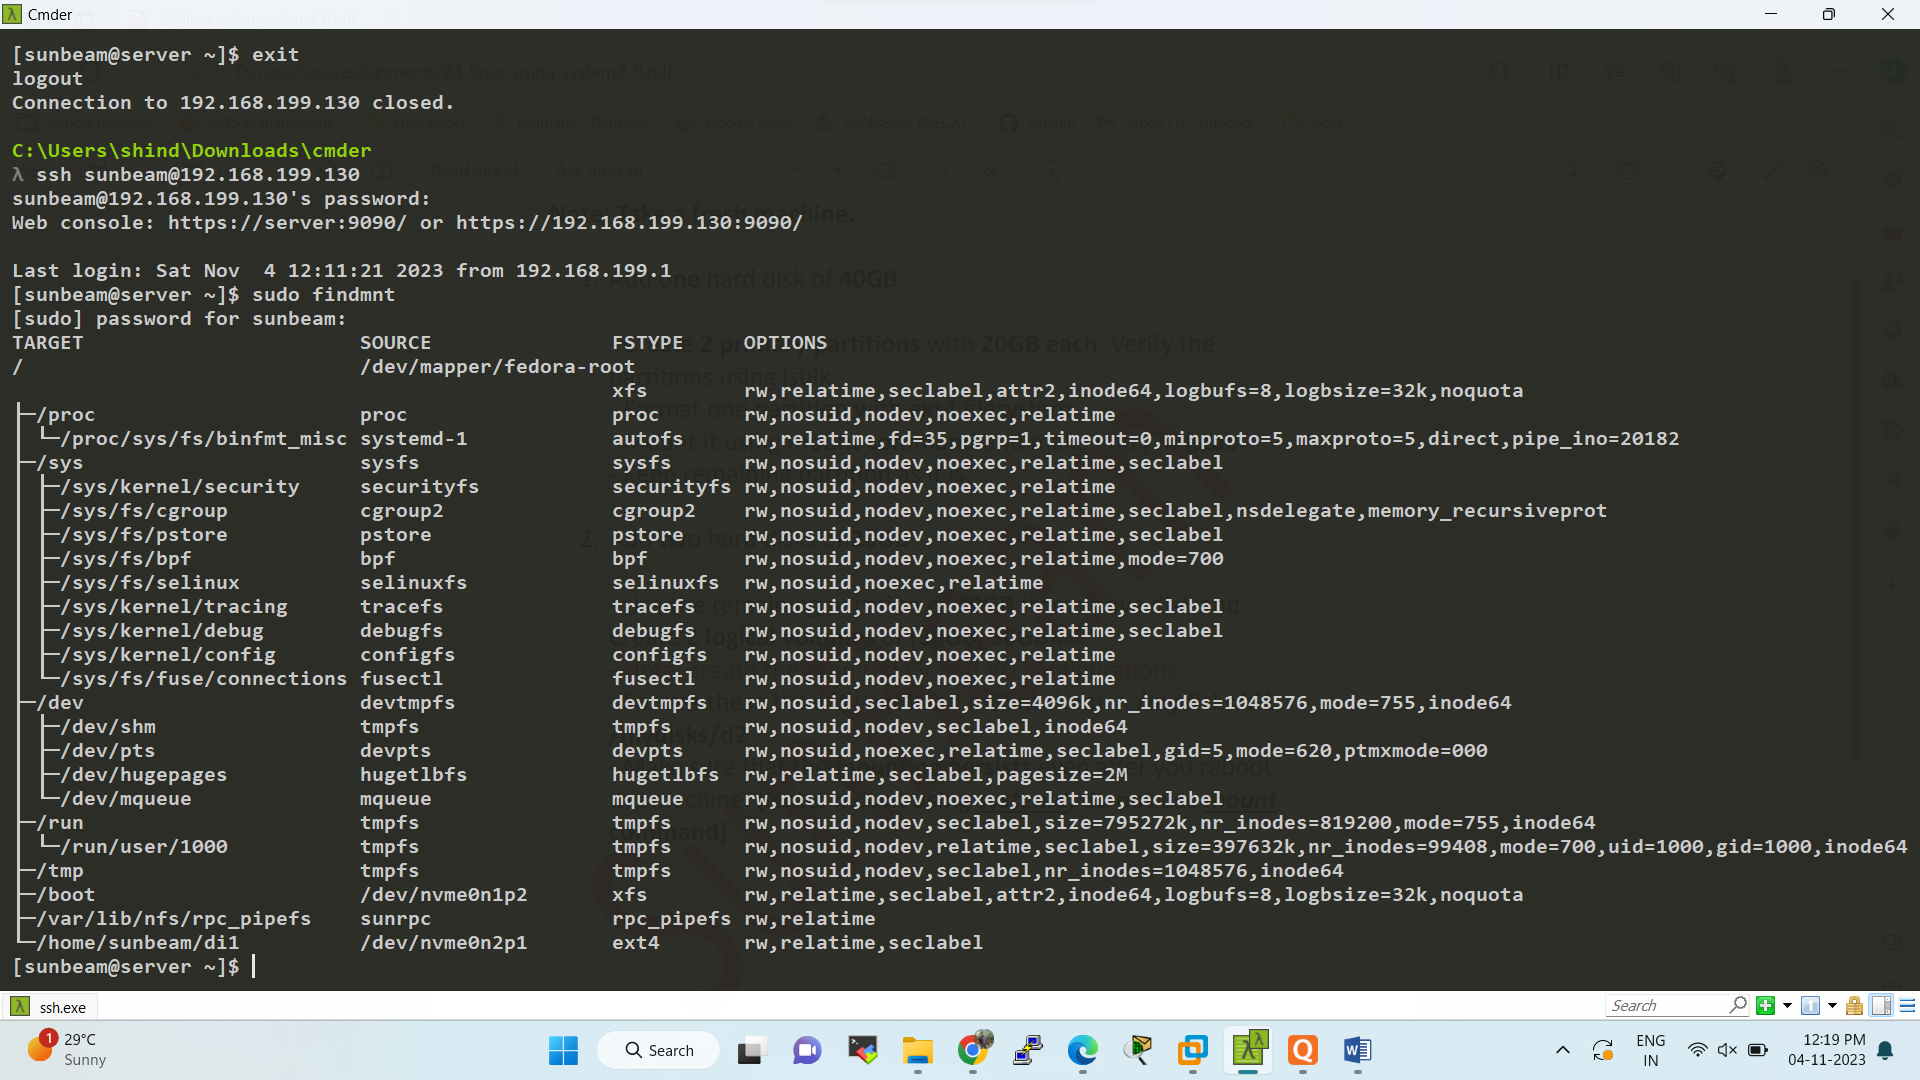 Cmder
[sunbeam@server ~]$ exit
logout
Connection to 192.168.199.130 closed.
C:\Users\shind\Downloads\cmder
λ ssh sunbeam@192.168.199.130
sunbeam@192.168.199.130's password:
Web console: https://server:9090/ or https://192.168.199.130:9090/
Last login: Sat Nov  4 12:11:21 2023 from 192.168.199.1
[sunbeam@server ~]$ sudo findmnt
[sudo] password for sunbeam:
TARGET SOURCE FSTYPE OPTIONS
/ /dev/mapper/fedora-root
xfs rw,relatime,seclabel,attr2,inode64,logbufs=8,logbsize=32k,noquota
├─/proc proc proc rw,nosuid,nodev,noexec,relatime
│ └─/proc/sys/fs/binfmt_misc systemd-1 autofs rw,relatime,fd=35,pgrp=1,timeout=0,minproto=5,maxproto=5,direct,pipe_ino=20182
├─/sys sysfs sysfs rw,nosuid,nodev,noexec,relatime,seclabel
│ ├─/sys/kernel/security securityfs securityfs rw,nosuid,nodev,noexec,relatime
│ ├─/sys/fs/cgroup cgroup2 cgroup2 rw,nosuid,nodev,noexec,relatime,seclabel,nsdelegate,memory_recursiveprot
│ ├─/sys/fs/pstore pstore pstore rw,nosuid,nodev,noexec,relatime,seclabel
│ ├─/sys/fs/bpf bpf bpf rw,nosuid,nodev,noexec,relatime,mode=700
│ ├─/sys/fs/selinux selinuxfs selinuxfs rw,nosuid,noexec,relatime
│ ├─/sys/kernel/tracing tracefs tracefs rw,nosuid,nodev,noexec,relatime,seclabel
│ ├─/sys/kernel/debug debugfs debugfs rw,nosuid,nodev,noexec,relatime,seclabel
│ ├─/sys/kernel/config configfs configfs rw,nosuid,nodev,noexec,relatime
│ └─/sys/fs/fuse/connections fusectl fusectl rw,nosuid,nodev,noexec,relatime
├─/dev devtmpfs devtmpfs rw,nosuid,seclabel,size=4096k,nr_inodes=1048576,mode=755,inode64
│ ├─/dev/shm tmpfs tmpfs rw,nosuid,nodev,seclabel,inode64
│ ├─/dev/pts devpts devpts rw,nosuid,noexec,relatime,seclabel,gid=5,mode=620,ptmxmode=000
│ ├─/dev/hugepages hugetlbfs hugetlbfs rw,relatime,seclabel,pagesize=2M
│ └─/dev/mqueue mqueue mqueue rw,nosuid,nodev,noexec,relatime,seclabel
├─/run tmpfs tmpfs rw,nosuid,nodev,seclabel,size=795272k,nr_inodes=819200,mode=755,inode64
│ └─/run/user/1000 tmpfs tmpfs rw,nosuid,nodev,relatime,seclabel,size=397632k,nr_inodes=99408,mode=700,uid=1000,gid=1000,inode64
├─/tmp tmpfs tmpfs rw,nosuid,nodev,seclabel,nr_inodes=1048576,inode64
├─/boot /dev/nvme0n1p2 xfs rw,relatime,seclabel,attr2,inode64,logbufs=8,logbsize=32k,noquota
├─/var/lib/nfs/rpc_pipefs sunrpc rpc_pipefs rw,relatime
└─/home/sunbeam/di1 /dev/nvme0n2p1 ext4 rw,relatime,seclabel
[sunbeam@server ~]$
ssh.exe Search
1 29°C Sunny
Search
ENG IN
12:19 PM
04-11-2023